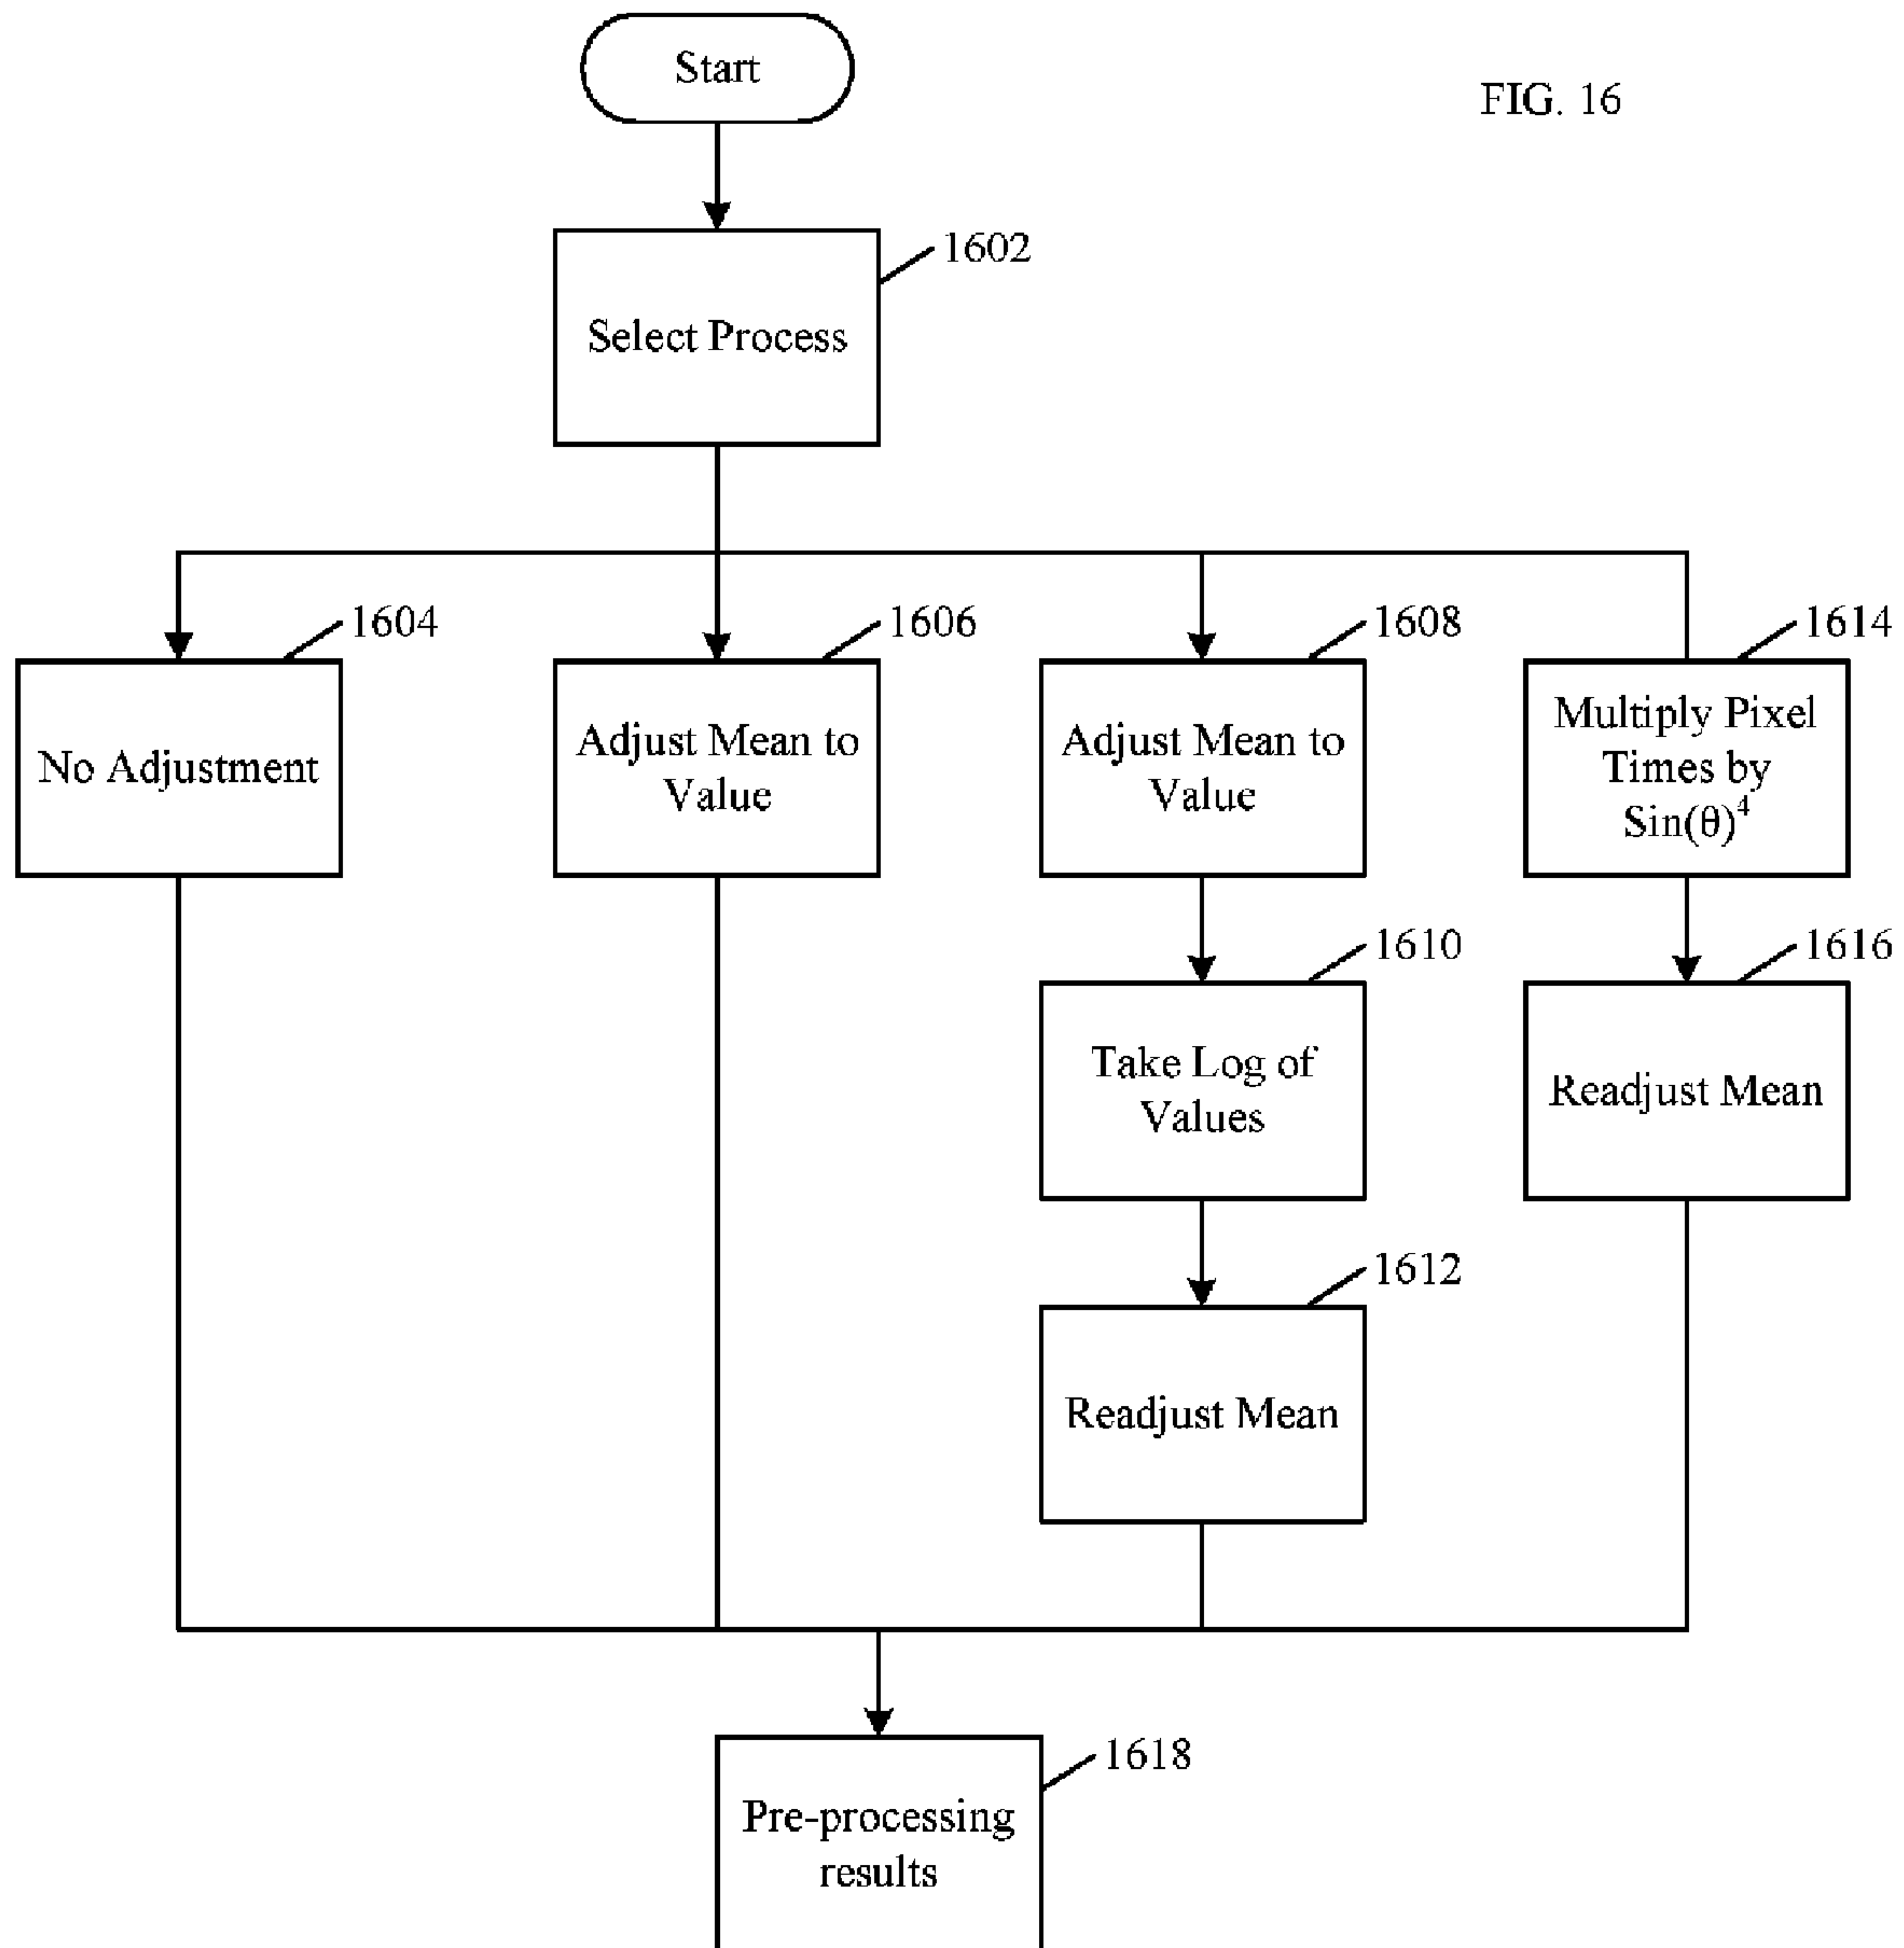 Start
FIG. 16
1602
Select Process
1604
1606
1608
1614
No Adjustment
Adjust Mean to
Value
Adjust Mean to
Value
Multiply Pixel
Times by
Sin(θ)⁴
1610
1616
Take Log of
Values
Readjust Mean
1612
Readjust Mean
1618
Pre-processing
results